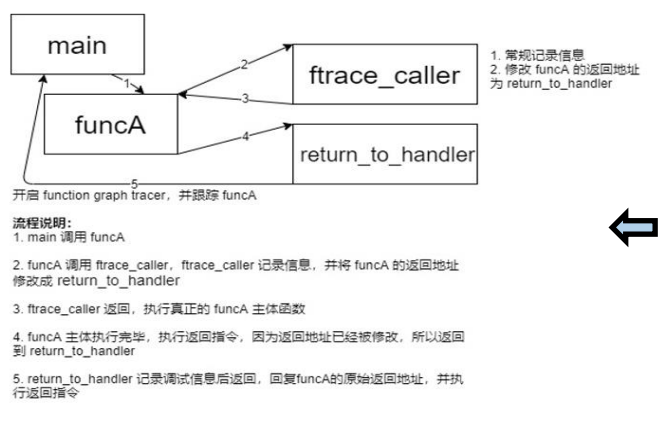 main
1
2
ftrace_caller
1. 常规记录信息
2. 修改 funcA 的返回地址
为 return_to_handler
3
funcA
4
return_to_handler
5
开启 function graph tracer，并跟踪 funcA
流程说明：
1. main 调用 funcA
2. funcA 调用 ftrace_caller，ftrace_caller 记录信息，并将 funcA 的返回地址
修改成 return_to_handler
3. ftrace_caller 返回，执行真正的 funcA 主体函数
4. funcA 主体执行完毕，执行返回指令，因为返回地址已经被修改，所以返回
到 return_to_handler
5. return_to_handler 记录调试信息后返回，回复funcA的原始返回地址，并执
行返回指令